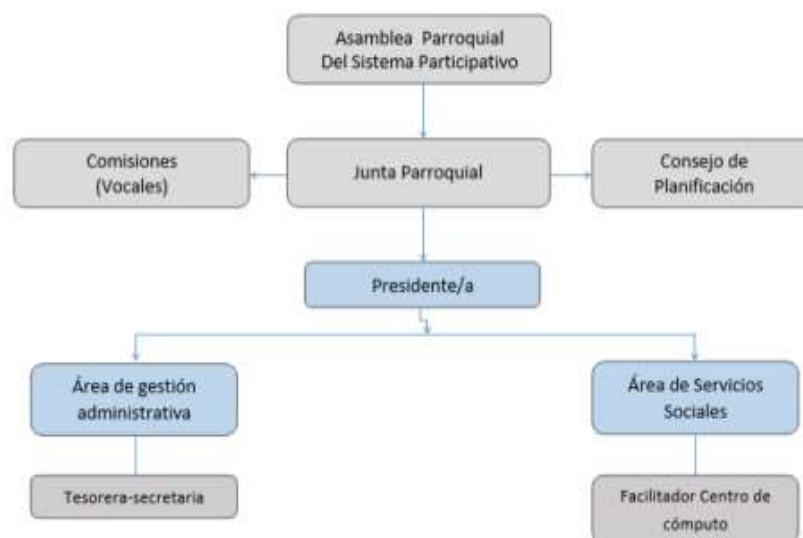 Asamblea Parroquial
Del Sistema Participativo
Comisiones
(Vocales)
Junta Parroquial
Consejo de
Planificación
Presidente/a
Área de gestión
administrativa
Área de Servicios
Sociales
Tesorera-secretaria
Facilitador Centro de
cómputo